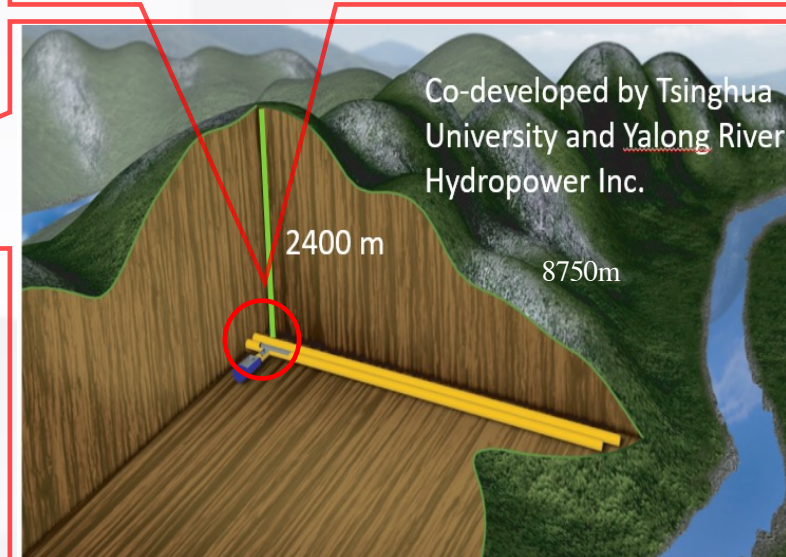 Co-developed by Tsinghua
University and Yalong River
Hydropower Inc.
2400 m
8750m